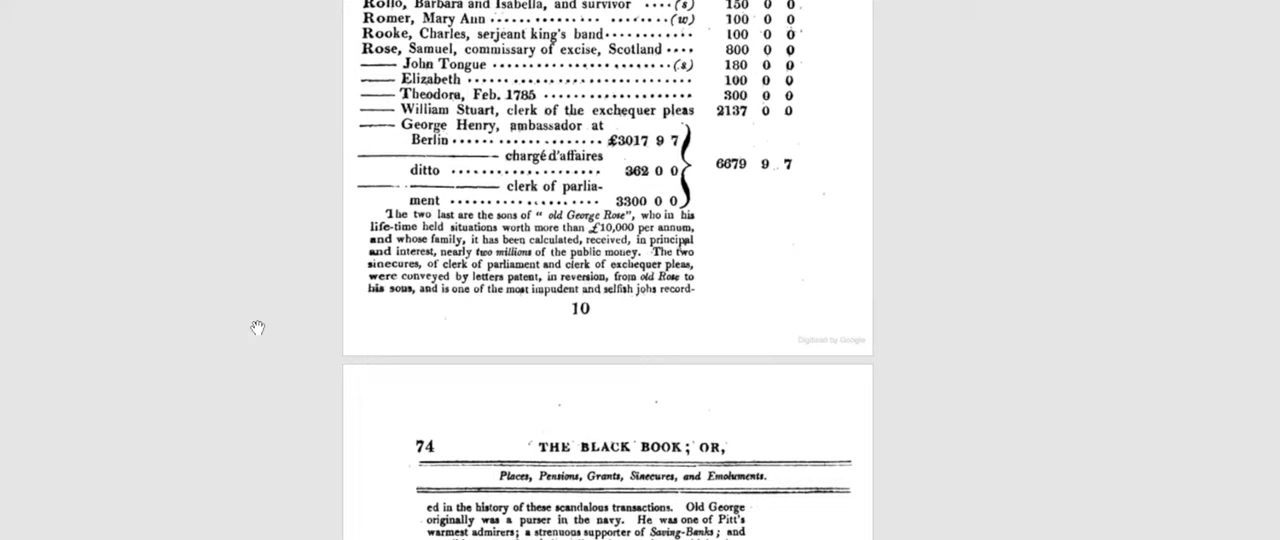 Rollo, Barbara and Isabella, and survivor ....(s) 150 0 0
Romer, Mary Ann ....................(w) 100 0 0
Rooke, Charles, serjeant king's band............ 100 0 0
Rose, Samuel, commissary of excise, Scotland .... 800 0 0
—— John Tongue ........................(s) 180 0 0
—— Elizabeth ............................ 100 0 0
—— Theodora, Feb. 1785 .................... 300 0 0
—— William Stuart, clerk of the exchequer pleas 2137 0 0
—— George Henry, ambassador at
Berlin .................... £3017 9 7
———————— chargé d'affaires 6679 9 7
ditto .................... 362 0 0
———————— clerk of parlia-
ment .................... 3300 0 0
The two last are the sons of " old George Rose", who in his
life-time held situations worth more than £10,000 per annum,
and whose family, it has been calculated, received, in principal
and interest, nearly two millions of the public money. The two
sinecures, of clerk of parliament and clerk of exchequer pleas,
were conveyed by letters patent, in reversion, from old Rose to
his sons, and is one of the most impudent and selfish jobs record-
10
Digitized by Google
74 THE BLACK BOOK; OR,
Places, Pensions, Grants, Sinecures, and Emoluments.
ed in the history of these scandalous transactions. Old George
originally was a purser in the navy. He was one of Pitt's
warmest admirers; a strenuous supporter of Saving-Banks; and